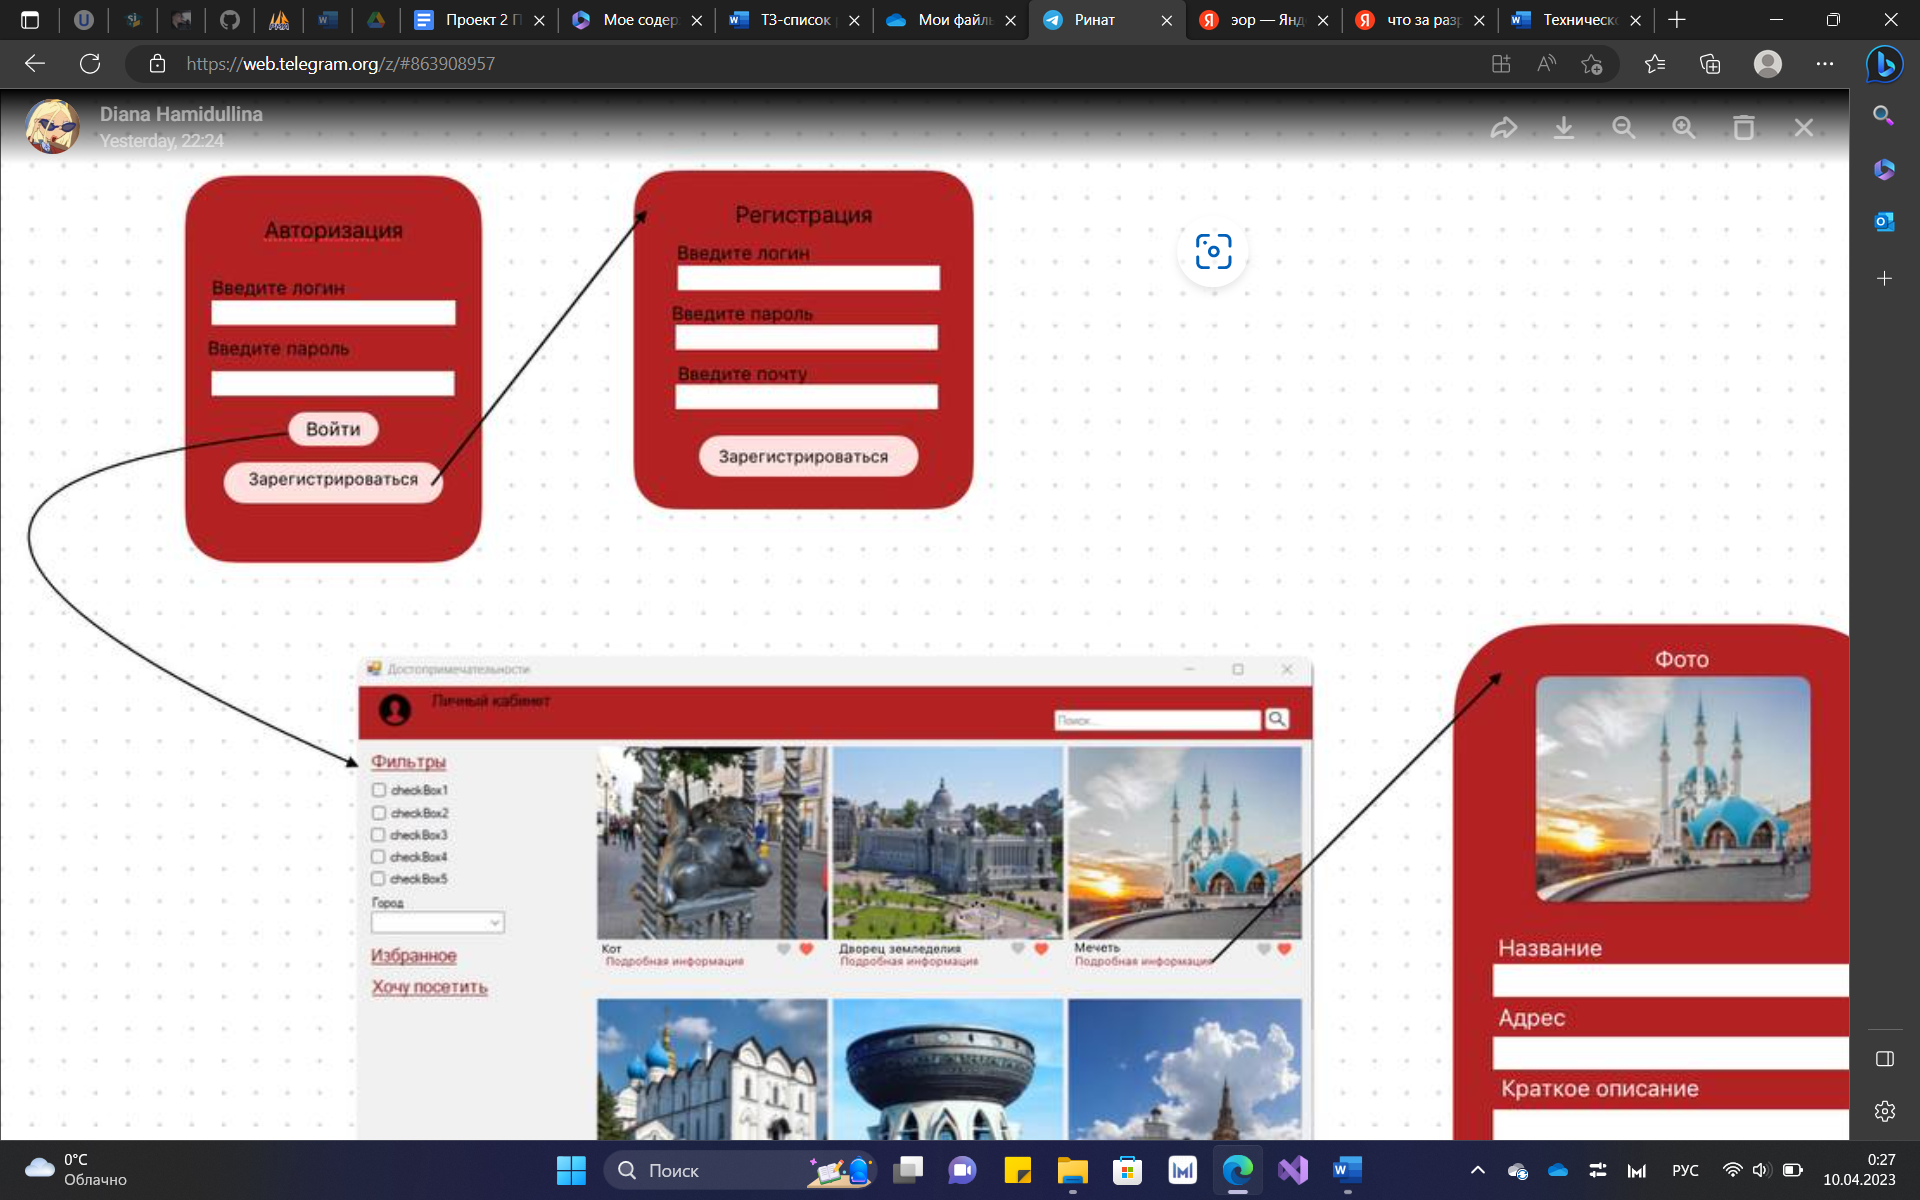 Проект 2 П
Мое содер
ТЗ-список
Мои файль
Ринат
эор — Янд
что за разр
Техническо
https://web.telegram.org/z/#863908957
Diana Hamidullina
Yesterday, 22:24
Авторизация
Введите логин
Введите пароль
Войти
Зарегистрироваться
Регистрация
Введите логин
Введите пароль
Введите почту
Зарегистрироваться
Достопримечательности
Личный кабинет
Поиск...
Фильтры
checkBox1
checkBox2
checkBox3
checkBox4
checkBox5
Город
Избранное
Хочу посетить
Кот
Подробная информация
Дворец земледелия
Подробная информация
Мечеть
Подробная информация
Фото
Название
Адрес
Краткое описание
0°C
Облачно
Поиск
РУС
0:27
10.04.2023